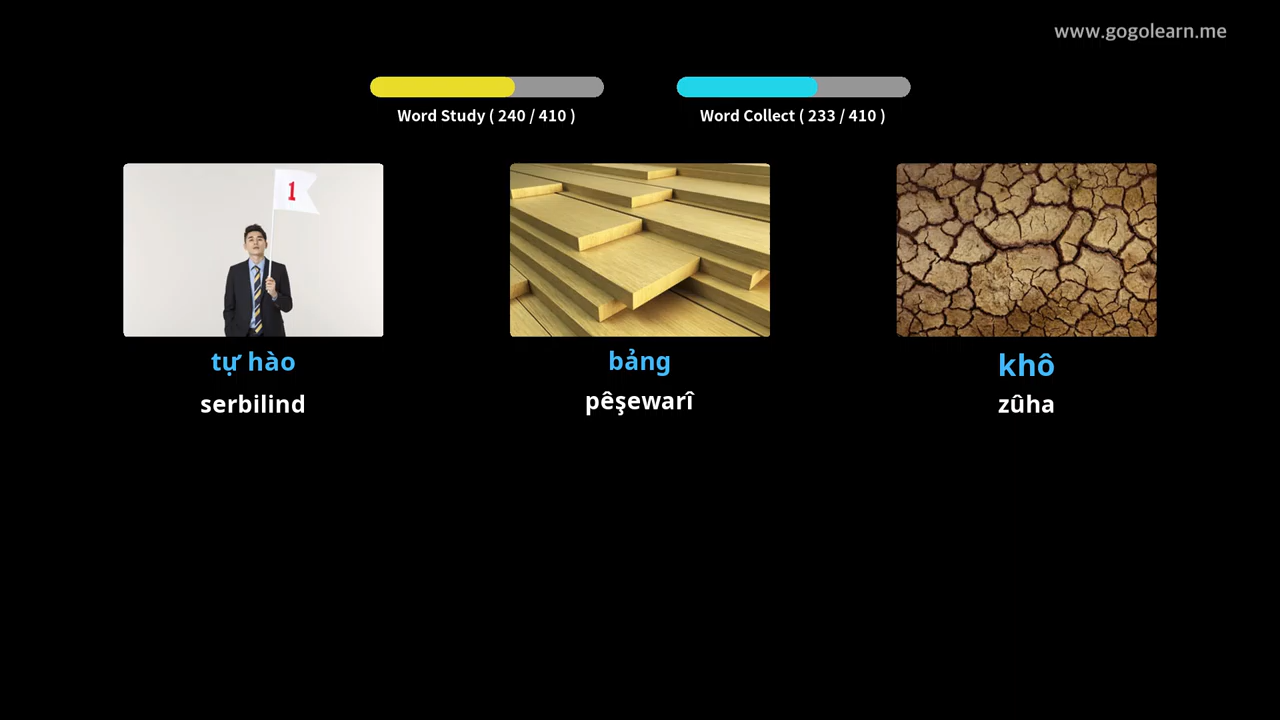 www.gogolearn.me
Word Study ( 240 / 410 )
Word Collect ( 233 / 410 )
1
tự hào
serbilind
bảng
pêşewarî
khô
zûha